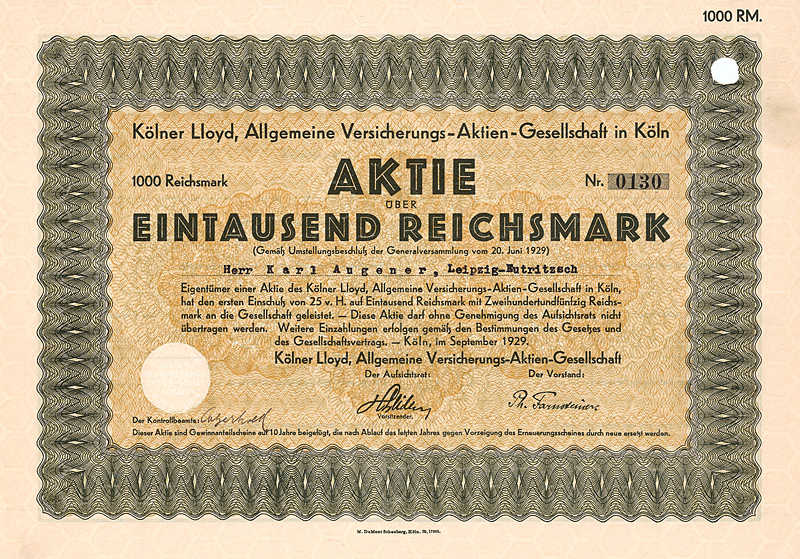 1000 RM.
Kölner Lloyd, Allgemeine Versicherungs-Aktien-Gesellschaft in Köln
1000 Reichsmark AKTIE Nr. 0130
ÜBER
EINTAUSEND REICHSMARK
(Gemäß Umstellungsbeschluß der Generalversammlung vom 20. Juni 1929)
Herr Karl Augener, Leipzig-Eutritzsch
Eigentümer einer Aktie des Kölner Lloyd, Allgemeine Versicherungs-Aktien-Gesellschaft in Köln,
hat den ersten Einschuß von 25 v. H. auf Eintausend Reichsmark mit Zweihundertundfünfzig Reichs-
mark an die Gesellschaft geleistet. — Diese Aktie darf ohne Genehmigung des Aufsichtsrats nicht
übertragen werden. Weitere Einzahlungen erfolgen gemäß den Bestimmungen des Gesetzes und
des Gesellschaftsvertrags. — Köln, im September 1929.
Kölner Lloyd, Allgemeine Versicherungs-Aktien-Gesellschaft
Der Aufsichtsrat: Der Vorstand:
Vorsitzender.
Der Kontrollbeamte:
Dieser Aktie sind Gewinnanteilscheine auf 10 Jahre beigefügt, die nach Ablauf des letzten Jahres gegen Vorzeigung des Erneuerungsscheines durch neue ersetzt werden.
M. DuMont Schauberg, Köln.